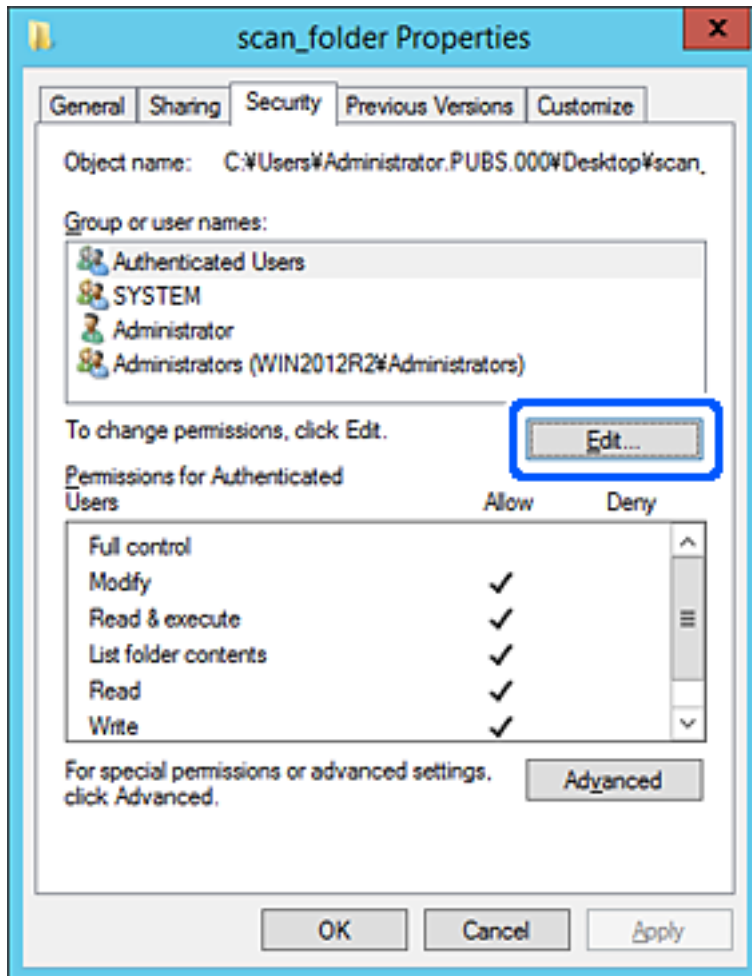 scan_folder Properties
x
General Sharing Security Previous Versions Customize
Object name: C:¥Users¥Administrator.PUBS.000¥Desktop¥scan_
Group or user names:
Authenticated Users
SYSTEM
Administrator
Administrators (WIN2012R2¥Administrators)
To change permissions, click Edit.
Edit...
Permissions for Authenticated
Users Allow Deny
Full control
Modify
Read & execute
List folder contents
Read
Write
For special permissions or advanced settings,
click Advanced.
Advanced
OK Cancel Apply